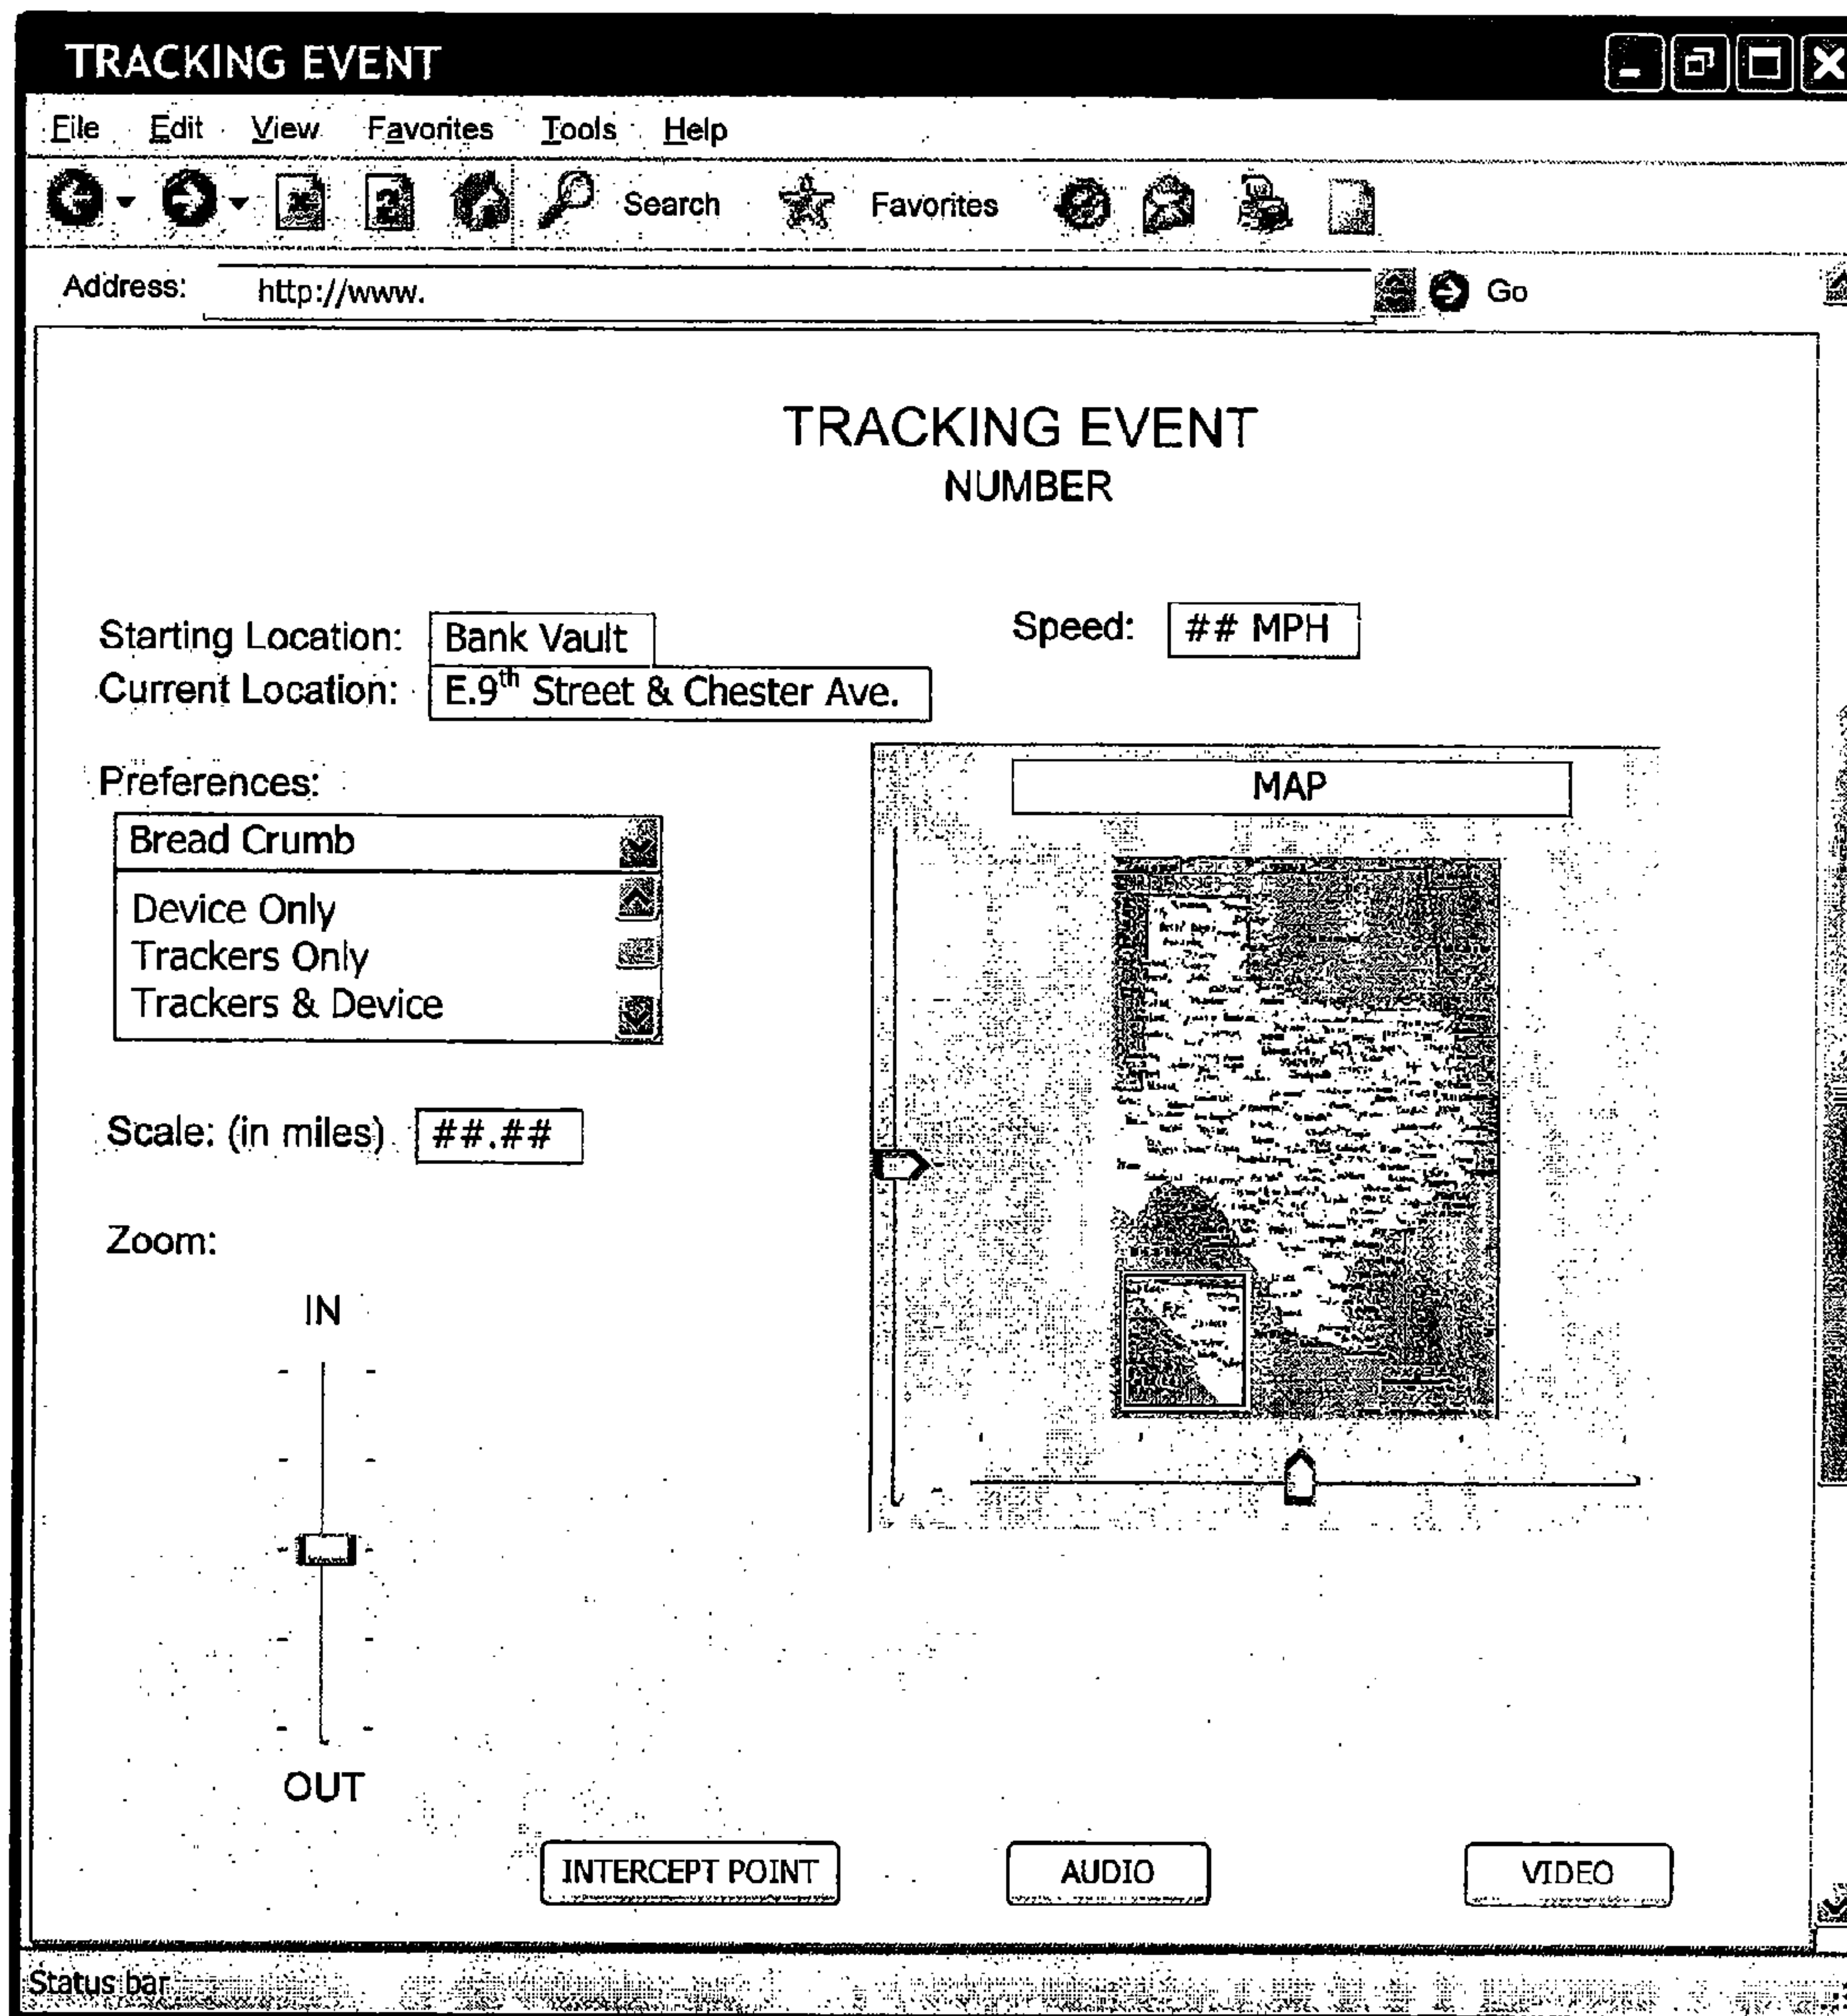 TRACKING EVENT
File Edit View Favorites Tools Help
Search Favorites
Address: http://www. Go
TRACKING EVENT
NUMBER
Starting Location: Bank Vault Speed: ## MPH
Current Location: E.9th Street & Chester Ave.
Preferences:
MAP
Bread Crumb
Device Only
Trackers Only
Trackers & Device
Scale: (in miles) ##.##
Zoom:
IN
OUT
INTERCEPT POINT AUDIO VIDEO
Status bar